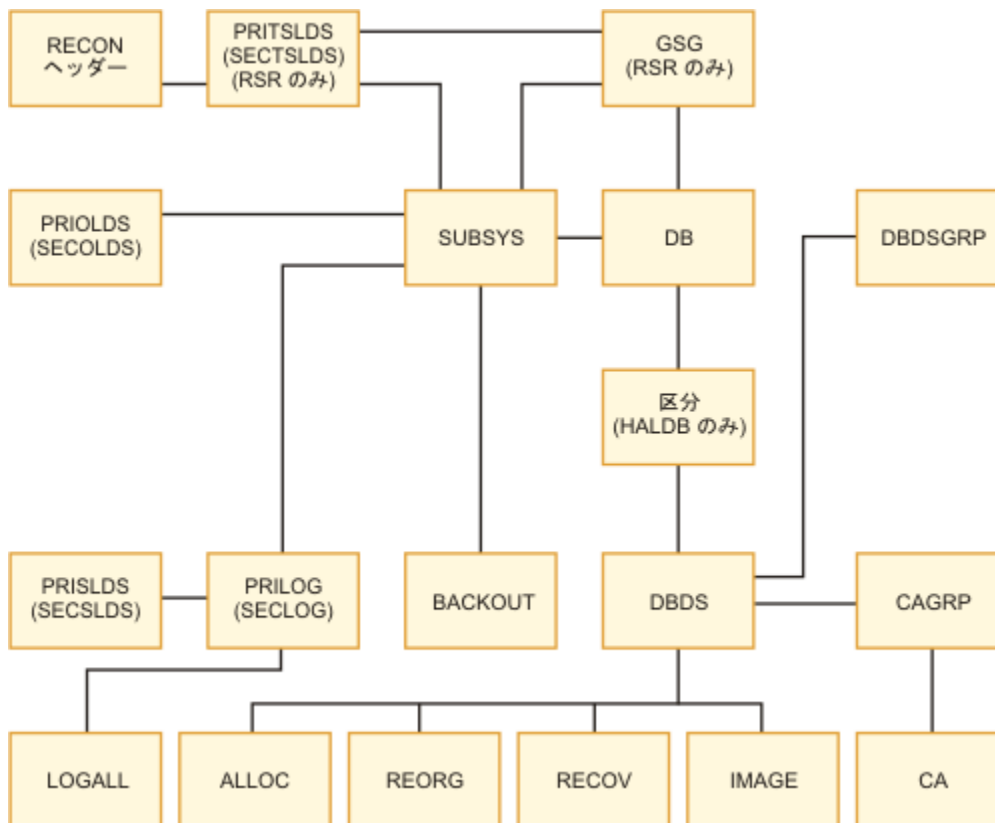 RECON
ヘッダー
PRITSLDS
(SECTSLDS)
(RSR のみ)
GSG
(RSR のみ)
PRIOLDS
(SECOLDS)
SUBSYS
DB
DBDSGRP
区分
(HALDB のみ)
PRISLDS
(SECSLDS)
PRILOG
(SECLOG)
BACKOUT
DBDS
CAGRP
LOGALL
ALLOC
REORG
RECOV
IMAGE
CA